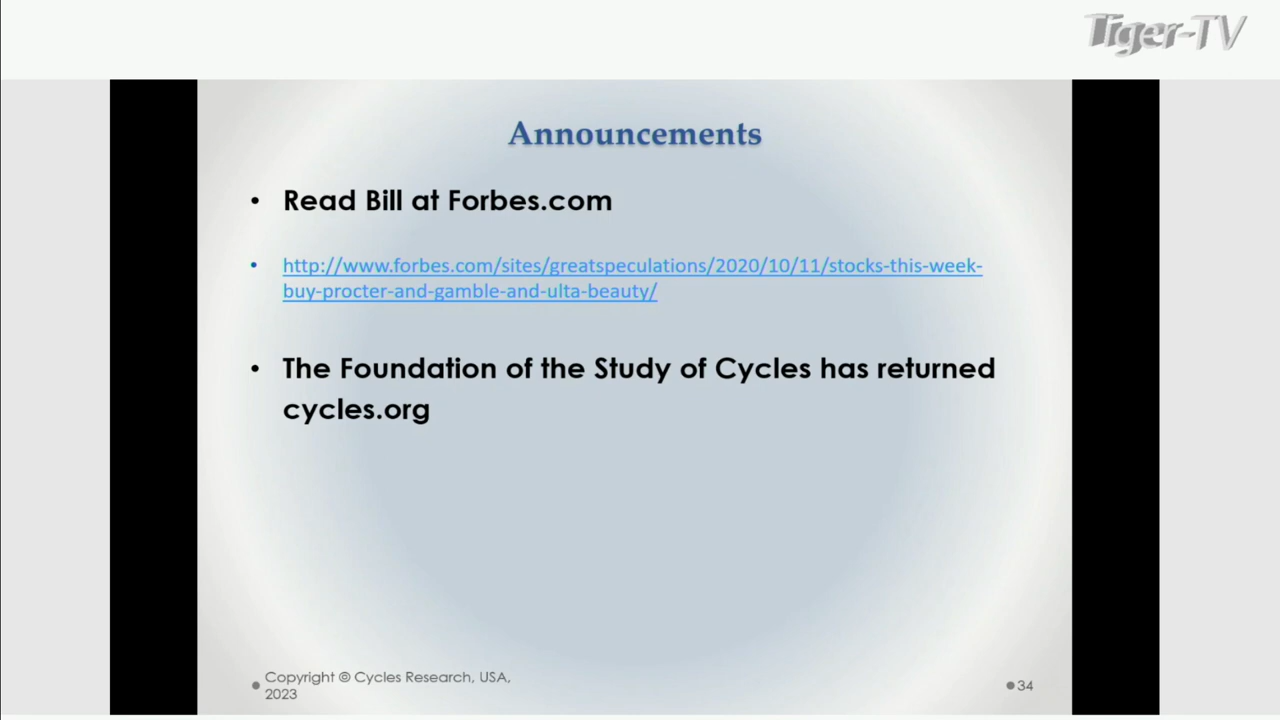 Tiger-TV
Announcements
• Read Bill at Forbes.com
• http://www.forbes.com/sites/greatspeculations/2020/10/11/stocks-this-week-
buy-procter-and-gamble-and-ulta-beauty/
• The Foundation of the Study of Cycles has returned
cycles.org
Copyright © Cycles Research, USA,
2023
34